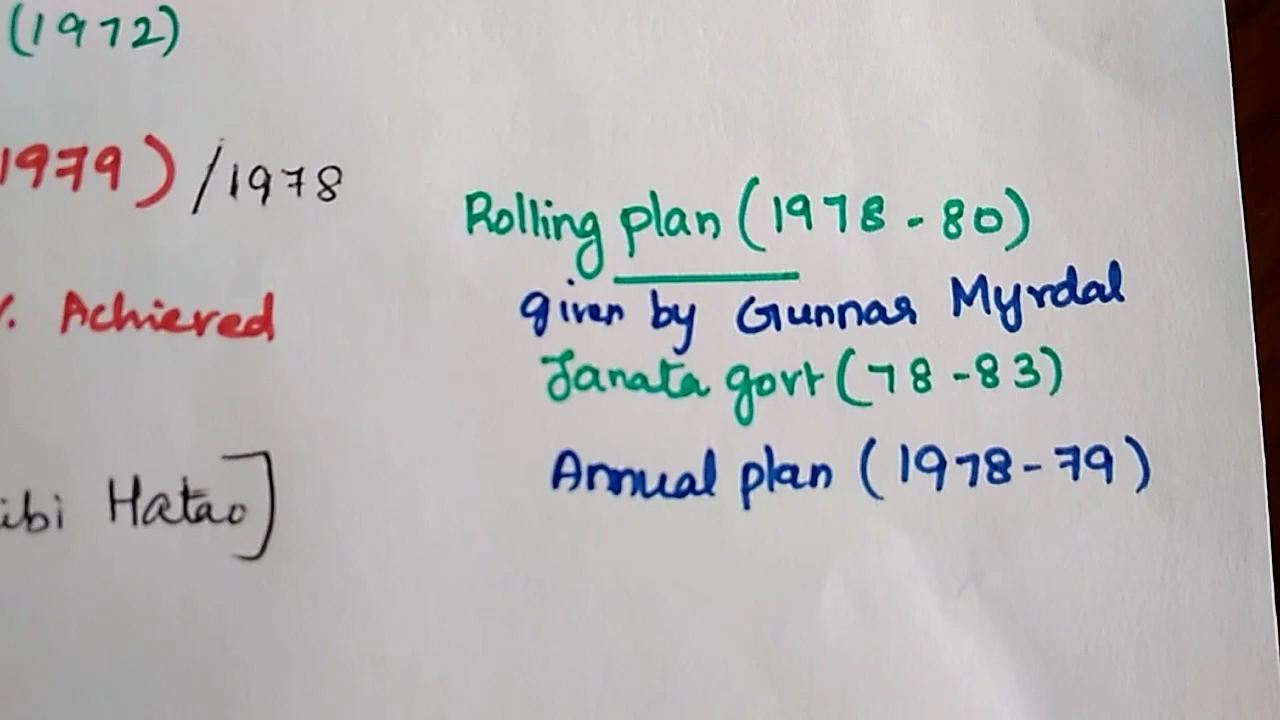 (1972)
1979) /1978
Rolling plan (1978-80)
given by Gunnar Myrdal
Janata govt (78-83)
Annual plan (1978-79)
%. Achieved
ibi Hatao]